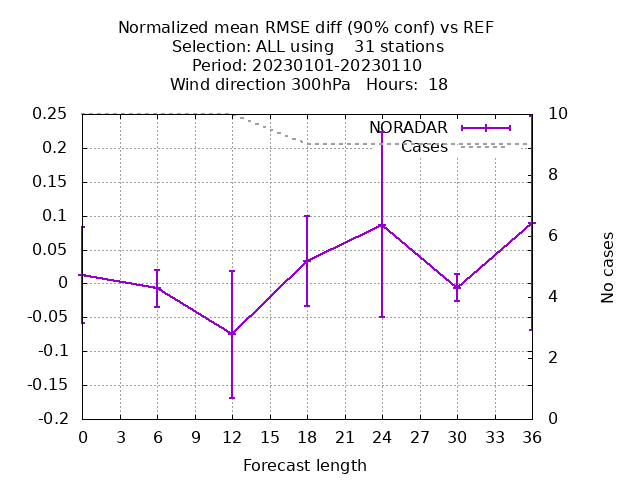 Normalized mean RMSE diff (90% conf) vs REF
Selection: ALL using    31 stations
Period: 20230101-20230110
Wind direction 300hPa   Hours:  18
0.25
0.2
0.15
0.1
0.05
0
-0.05
-0.1
-0.15
-0.2
NORADAR
Cases
10
8
6
4
2
0
No cases
0 3 6 9 12 15 18 21 24 27 30 33 36
Forecast length